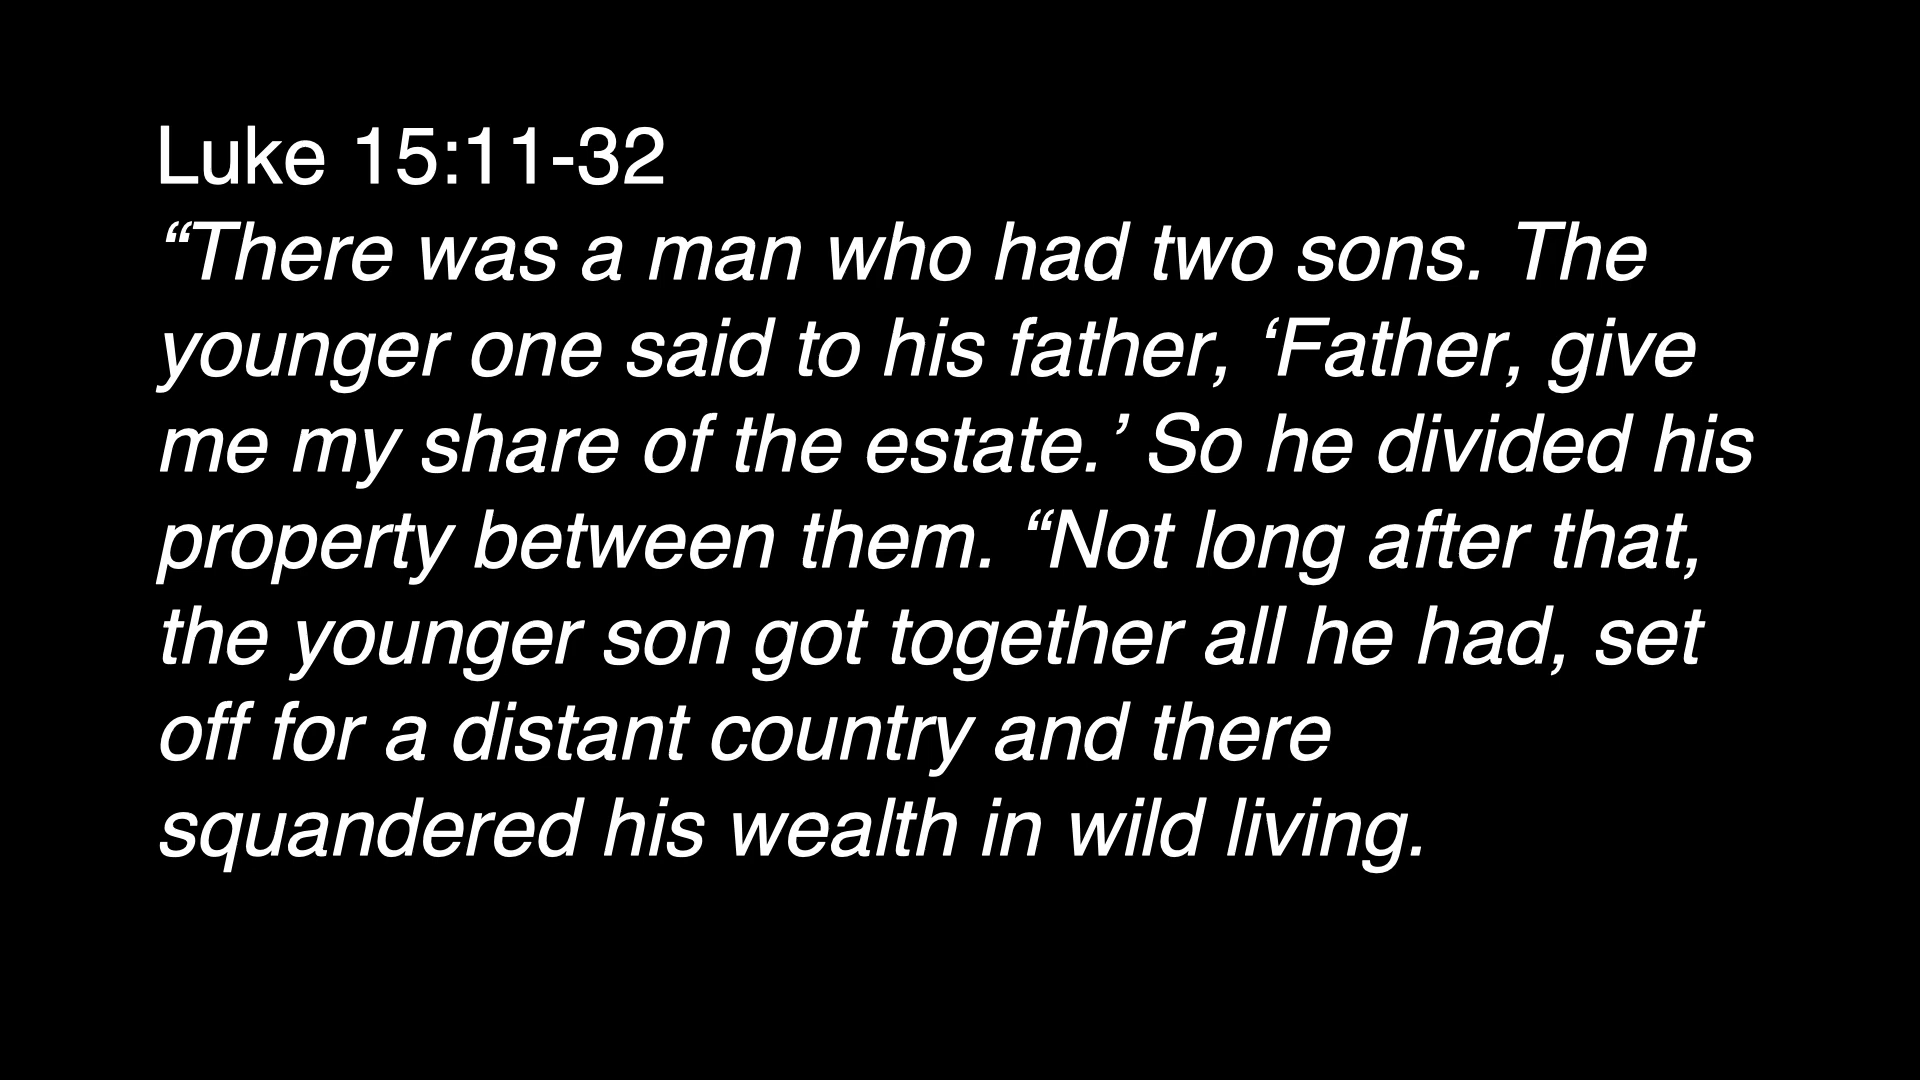 Luke 15:11-32
“There was a man who had two sons. The
younger one said to his father, ‘Father, give
me my share of the estate.’ So he divided his
property between them. “Not long after that,
the younger son got together all he had, set
off for a distant country and there
squandered his wealth in wild living.